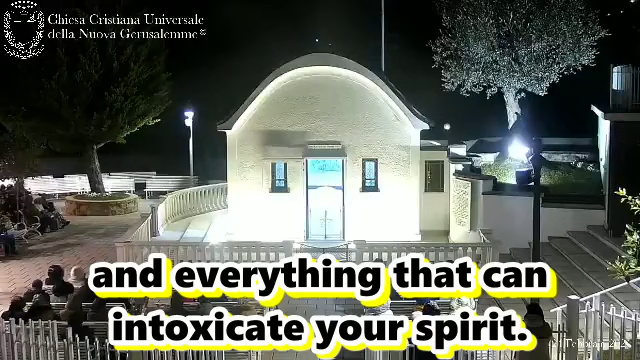 Chiesa Cristiana Universale
della Nuova Gerusalemme©
and everything that can
intoxicate your spirit.